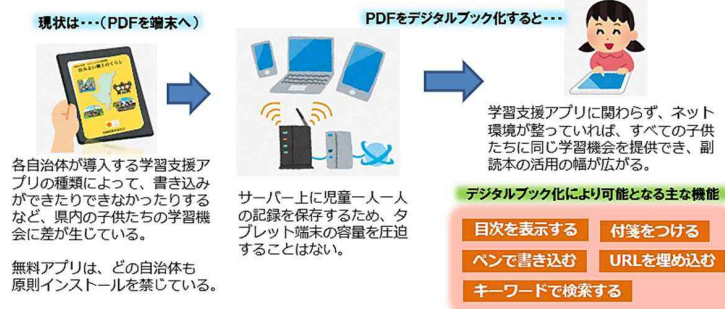 現状は・・・（PDFを端末へ）
各自治体が導入する学習支援ア
プリの種類によって、書き込み
ができたりできなかったりする
など、県内の子供たちの学習機
会に差が生じている。
無料アプリは、どの自治体も
原則インストールを禁じている。
サーバー上に児童一人一人
の記録を保存するため、タ
ブレット端末の容量を圧迫
することはない。
PDFをデジタルブック化すると・・・
学習支援アプリに関わらず、ネット
環境が整っていれば、すべての子供
たちに同じ学習機会を提供でき、副
読本の活用の幅が広がる。
デジタルブック化により可能となる主な機能
目次を表示する
付箋をつける
ペンで書き込む
URLを埋め込む
キーワードで検索する